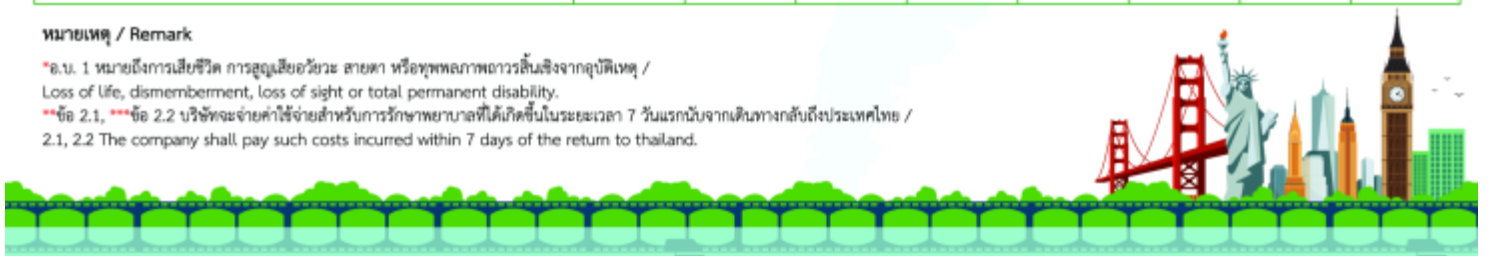 หมายเหตุ / Remark
*อ.บ. 1 หมายถึงการเสียชีวิต การสูญเสียอวัยวะ สายตา หรือทุพพลภาพถาวรสิ้นเชิงจากอุบัติเหตุ /
Loss of life, dismemberment, loss of sight or total permanent disability.
**ข้อ 2.1, ***ข้อ 2.2 บริษัทจะจ่ายค่าใช้จ่ายสำหรับการรักษาพยาบาลที่ได้เกิดขึ้นในระยะเวลา 7 วันแรกนับจากเดินทางกลับถึงประเทศไทย /
2.1, 2.2 The company shall pay such costs incurred within 7 days of the return to thailand.